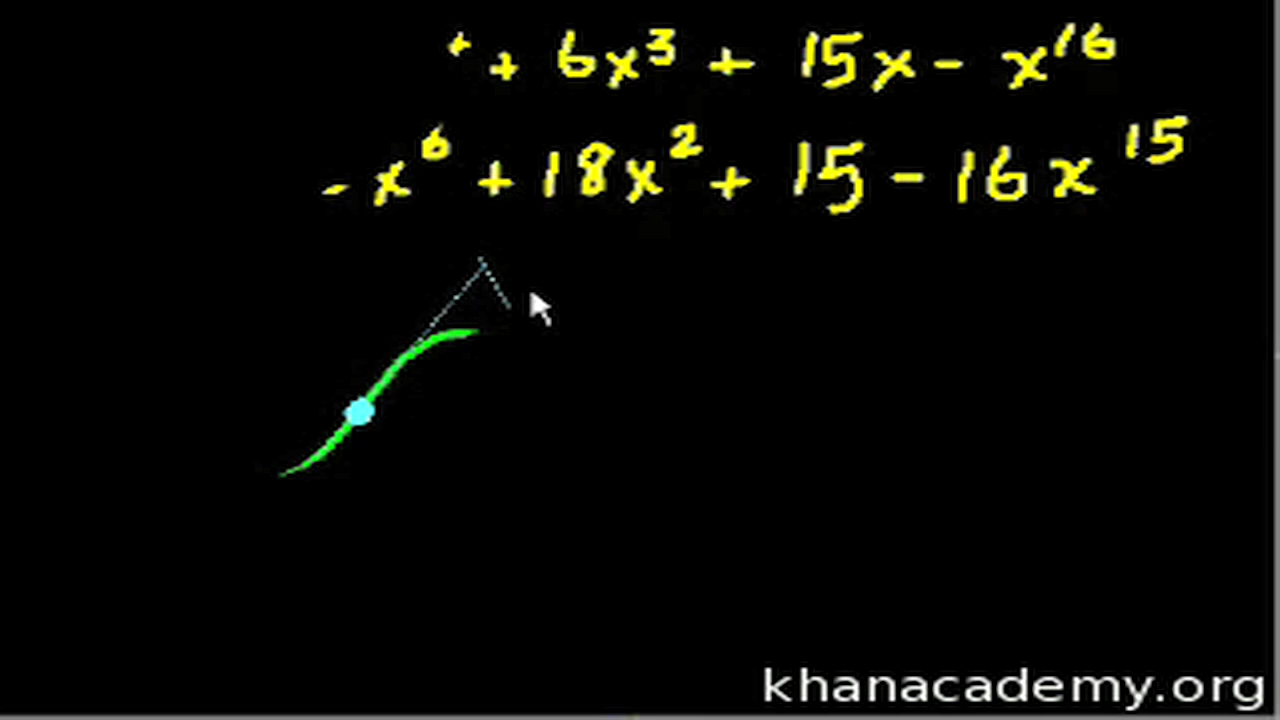 + 6x³ + 15x - x¹⁶
- x⁶ + 18x² + 15 - 16x¹⁵
khanacademy.org